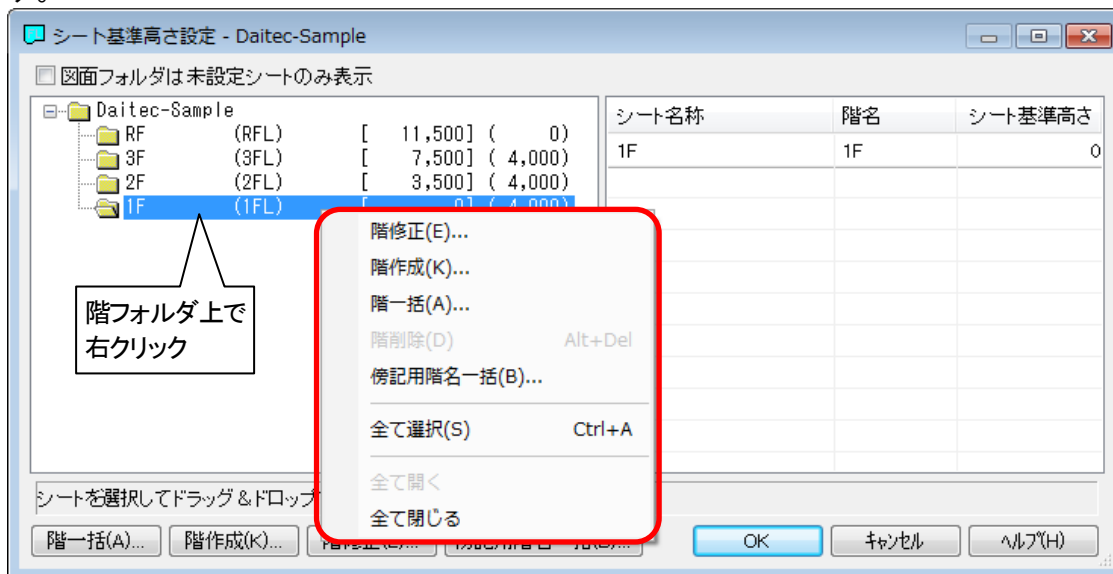 シート基準高さ設定 - Daitec-Sample
図面フォルダは未設定シートのみ表示
Daitec-Sample
RF (RFL) [ 11,500] ( 0)
3F (3FL) [ 7,500] ( 4,000)
2F (2FL) [ 3,500] ( 4,000)
1F (1FL) [ 0] ( 4,000)
シート名称 階名 シート基準高さ
1F 1F 0
階フォルダ上で
右クリック
階修正(E)...
階作成(K)...
階一括(A)...
階削除(D) Alt+Del
傍記用階名一括(B)...
全て選択(S) Ctrl+A
全て開く
全て閉じる
シートを選択してドラッグ&ドロップ
階一括(A)... 階作成(K)... OK キャンセル ヘルプ(H)